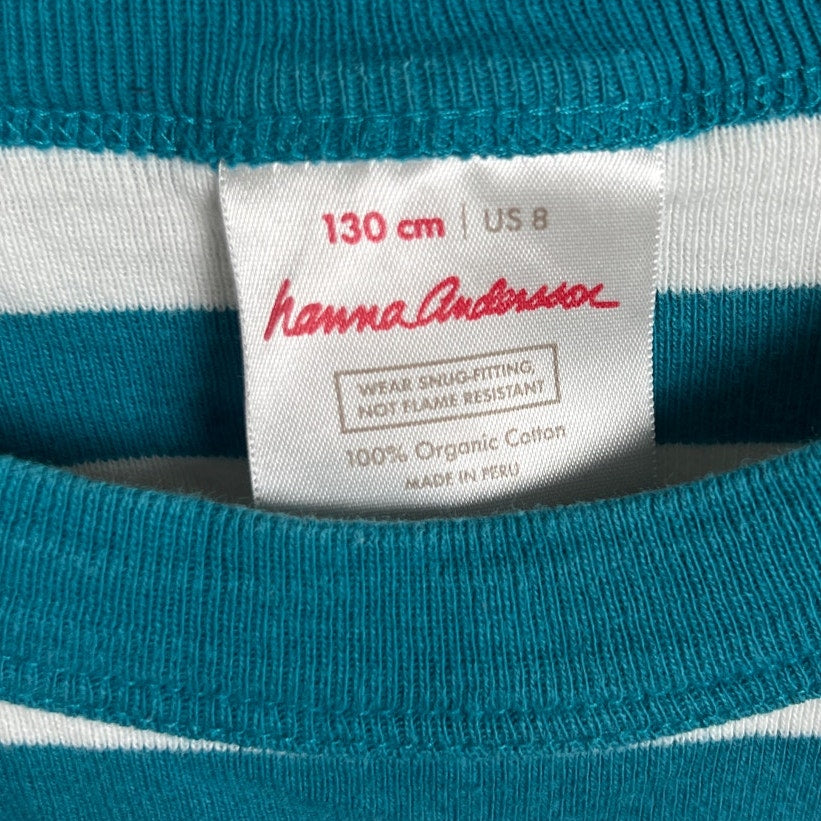 130 cm | US 8
hanna andersson
WEAR SNUG-FITTING,
NOT FLAME RESISTANT
100% Organic Cotton
MADE IN PERU